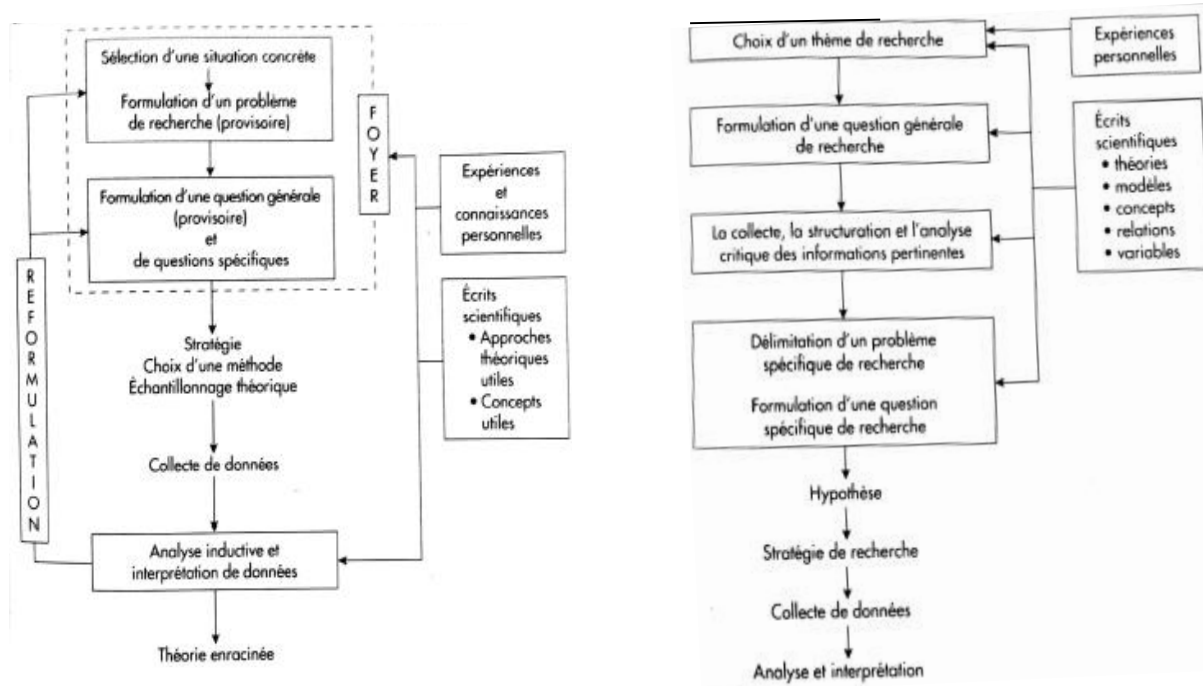 Sélection d'une situation concrète
Formulation d'un problème
de recherche (provisoire)
Formulation d'une question générale
(provisoire)
et
de questions spécifiques
FOYER
REFORMULATION
Expériences
et
connaissances
personnelles
Écrits
scientifiques
• Approches
théoriques
utiles
• Concepts
utiles
Stratégie
Choix d'une méthode
Échantillonnage théorique
Collecte de données
Analyse inductive et
interprétation de données
Théorie enracinée
Choix d'un thème de recherche
Expériences
personnelles
Formulation d'une question générale
de recherche
Écrits
scientifiques
• théories
• modèles
• concepts
• relations
• variables
La collecte, la structuration et l'analyse
critique des informations pertinentes
Délimitation d'un problème
spécifique de recherche
Formulation d'une question
spécifique de recherche
Hypothèse
Stratégie de recherche
Collecte de données
Analyse et interprétation